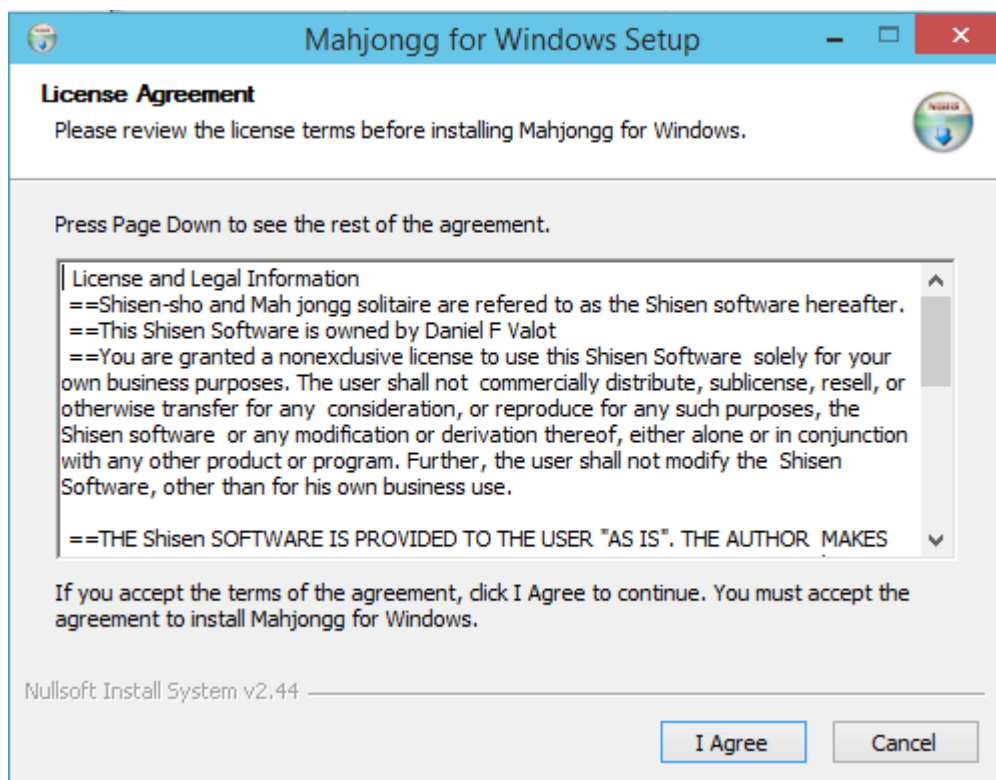 Mahjongg for Windows Setup
License Agreement
Please review the license terms before installing Mahjongg for Windows.
Press Page Down to see the rest of the agreement.
License and Legal Information
==Shisen-sho and Mah jongg solitaire are refered to as the Shisen software hereafter.
==This Shisen Software is owned by Daniel F Valot
==You are granted a nonexclusive license to use this Shisen Software solely for your
own business purposes. The user shall not commercially distribute, sublicense, resell, or
otherwise transfer for any consideration, or reproduce for any such purposes, the
Shisen software or any modification or derivation thereof, either alone or in conjunction
with any other product or program. Further, the user shall not modify the Shisen
Software, other than for his own business use.
==THE Shisen SOFTWARE IS PROVIDED TO THE USER "AS IS". THE AUTHOR MAKES
If you accept the terms of the agreement, click I Agree to continue. You must accept the
agreement to install Mahjongg for Windows.
Nullsoft Install System v2.44
I Agree
Cancel